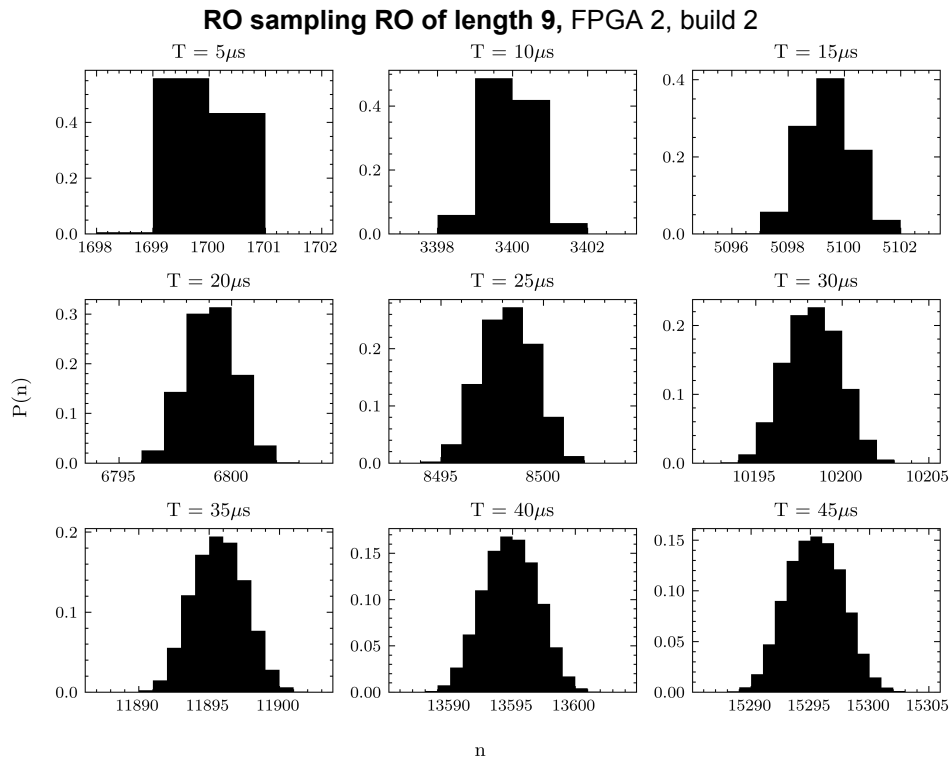 RO sampling RO of length 9, FPGA 2, build 2
T = 5μs
T = 10μs
T = 15μs
0.4
0.2
0.0
1698 1699 1700 1701 1702
0.4
0.2
0.0
3398 3400 3402
0.4
0.2
0.0
5096 5098 5100 5102
T = 20μs
T = 25μs
T = 30μs
P(n)
0.3
0.2
0.1
0.0
6795 6800
0.2
0.1
0.0
8495 8500
0.2
0.1
0.0
10195 10200 10205
T = 35μs
T = 40μs
T = 45μs
0.2
0.1
0.0
11890 11895 11900
0.15
0.10
0.05
0.00
13590 13595 13600
0.15
0.10
0.05
0.00
15290 15295 15300 15305
n